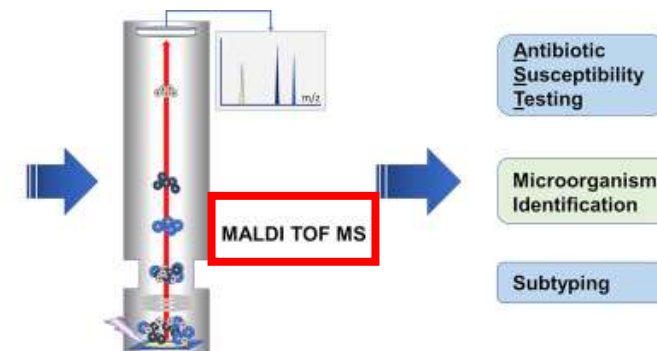 m/z
MALDI TOF MS
Antibiotic
Susceptibility
Testing
Microorganism
Identification
Subtyping